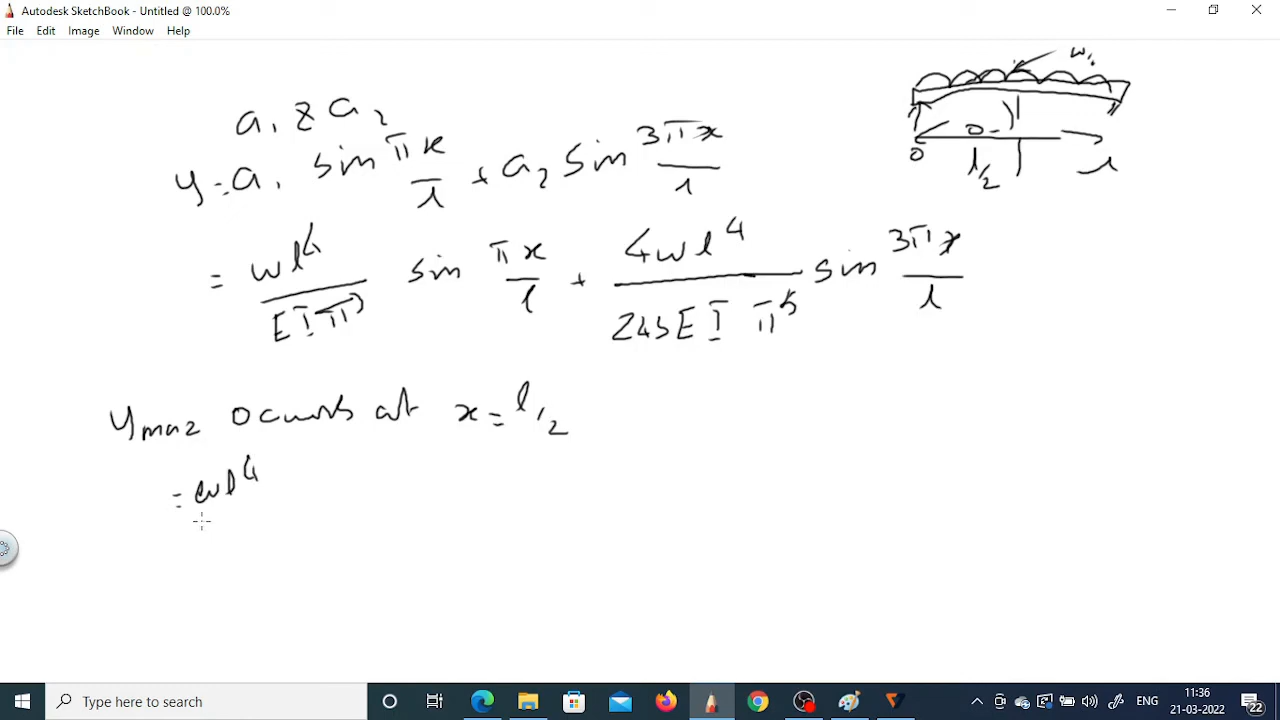 Autodesk SketchBook - Untitled @ 100.0%
File Edit Image Window Help
w
a₁ & a₂
y = a₁ sin πx/l + a₂ sin 3πx/l
0 l/2 l
= wl⁴/EIπ⁵ sin πx/l + 4wl⁴/243EIπ⁵ sin 3πx/l
ymax occurs at x = l/2
= wl⁴
Type here to search
ENG
11:36
21-03-2022
22